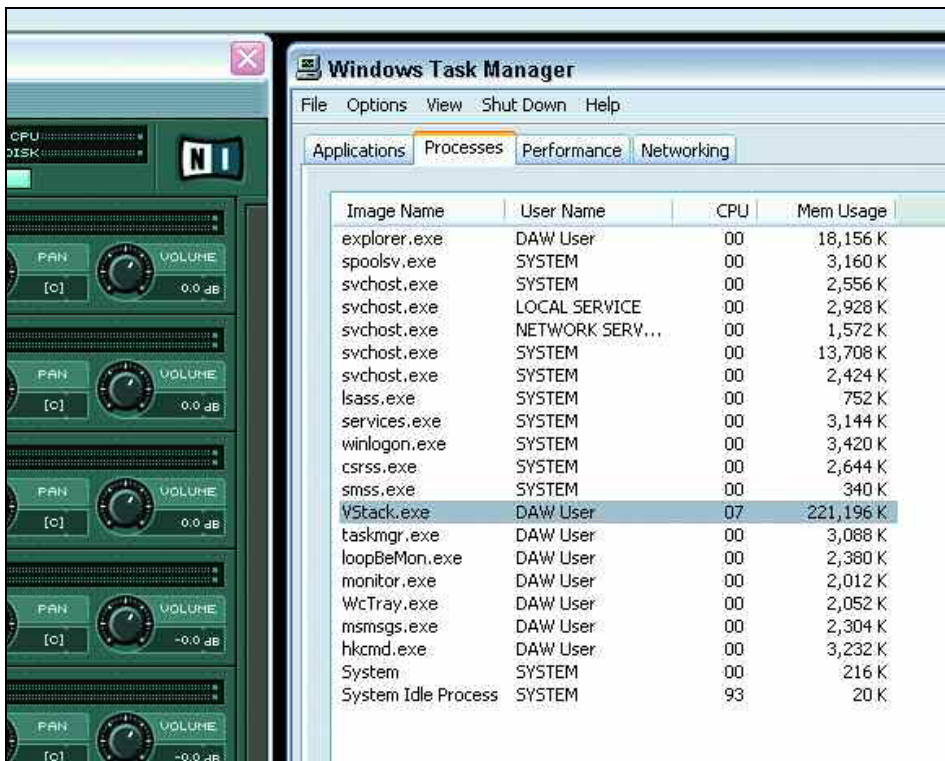 CPU
DISK
N I
PAN VOLUME
[C] 0.0 dB
PAN VOLUME
[C] 0.0 dB
PAN VOLUME
[C] 0.0 dB
PAN VOLUME
[C] -0.0 dB
PAN VOLUME
[C] -0.0 dB
Windows Task Manager
File Options View Shut Down Help
Applications Processes Performance Networking
Image Name User Name CPU Mem Usage
explorer.exe DAW User 00 18,156 K
spoolsv.exe SYSTEM 00 3,160 K
svchost.exe SYSTEM 00 2,556 K
svchost.exe LOCAL SERVICE 00 2,928 K
svchost.exe NETWORK SERV... 00 1,572 K
svchost.exe SYSTEM 00 13,708 K
svchost.exe SYSTEM 00 2,424 K
lsass.exe SYSTEM 00 752 K
services.exe SYSTEM 00 3,144 K
winlogon.exe SYSTEM 00 3,420 K
csrss.exe SYSTEM 00 2,644 K
smss.exe SYSTEM 00 340 K
VStack.exe DAW User 07 221,196 K
taskmgr.exe DAW User 00 3,088 K
loopBeMon.exe DAW User 00 2,380 K
monitor.exe DAW User 00 2,012 K
WcTray.exe DAW User 00 2,052 K
msmsgs.exe DAW User 00 2,304 K
hkcmd.exe DAW User 00 3,232 K
System SYSTEM 00 216 K
System Idle Process SYSTEM 93 20 K